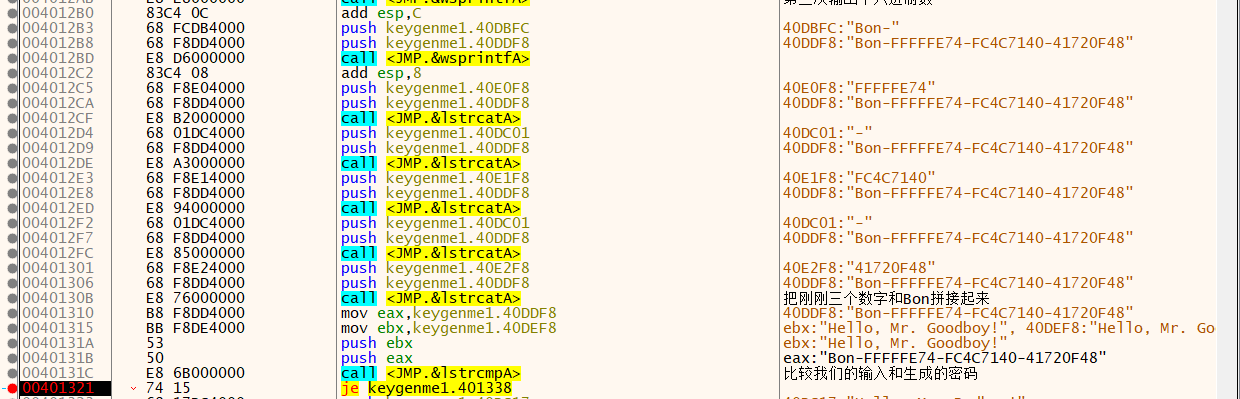 004012B0 83C4 0C add esp,C
004012B3 68 FCDB4000 push keygenme1.40DBFC 40DBFC:"Bon-"
004012B8 68 F8DD4000 push keygenme1.40DDF8 40DDF8:"Bon-FFFFFE74-FC4C7140-41720F48"
004012BD E8 D6000000 call <JMP.&wsprintfA>
004012C2 83C4 08 add esp,8
004012C5 68 F8E04000 push keygenme1.40E0F8 40E0F8:"FFFFFE74"
004012CA 68 F8DD4000 push keygenme1.40DDF8 40DDF8:"Bon-FFFFFE74-FC4C7140-41720F48"
004012CF E8 B2000000 call <JMP.&lstrcatA>
004012D4 68 01DC4000 push keygenme1.40DC01 40DC01:"-"
004012D9 68 F8DD4000 push keygenme1.40DDF8 40DDF8:"Bon-FFFFFE74-FC4C7140-41720F48"
004012DE E8 A3000000 call <JMP.&lstrcatA>
004012E3 68 F8E14000 push keygenme1.40E1F8 40E1F8:"FC4C7140"
004012E8 68 F8DD4000 push keygenme1.40DDF8 40DDF8:"Bon-FFFFFE74-FC4C7140-41720F48"
004012ED E8 94000000 call <JMP.&lstrcatA>
004012F2 68 01DC4000 push keygenme1.40DC01 40DC01:"-"
004012F7 68 F8DD4000 push keygenme1.40DDF8 40DDF8:"Bon-FFFFFE74-FC4C7140-41720F48"
004012FC E8 85000000 call <JMP.&lstrcatA>
00401301 68 F8E24000 push keygenme1.40E2F8 40E2F8:"41720F48"
00401306 68 F8DD4000 push keygenme1.40DDF8 40DDF8:"Bon-FFFFFE74-FC4C7140-41720F48"
0040130B E8 76000000 call <JMP.&lstrcatA> 把刚刚三个数字和Bon拼接起来
00401310 B8 F8DD4000 mov eax,keygenme1.40DDF8 40DDF8:"Bon-FFFFFE74-FC4C7140-41720F48"
00401315 BB F8DE4000 mov ebx,keygenme1.40DEF8 ebx:"Hello, Mr. Goodboy!", 40DEF8:"Hello, Mr. Go
0040131A 53 push ebx ebx:"Hello, Mr. Goodboy!"
0040131B 50 push eax eax:"Bon-FFFFFE74-FC4C7140-41720F48"
0040131C E8 6B000000 call <JMP.&lstrcmpA> 比较我们的输入和生成的密码
00401321 74 15 je keygenme1.401338